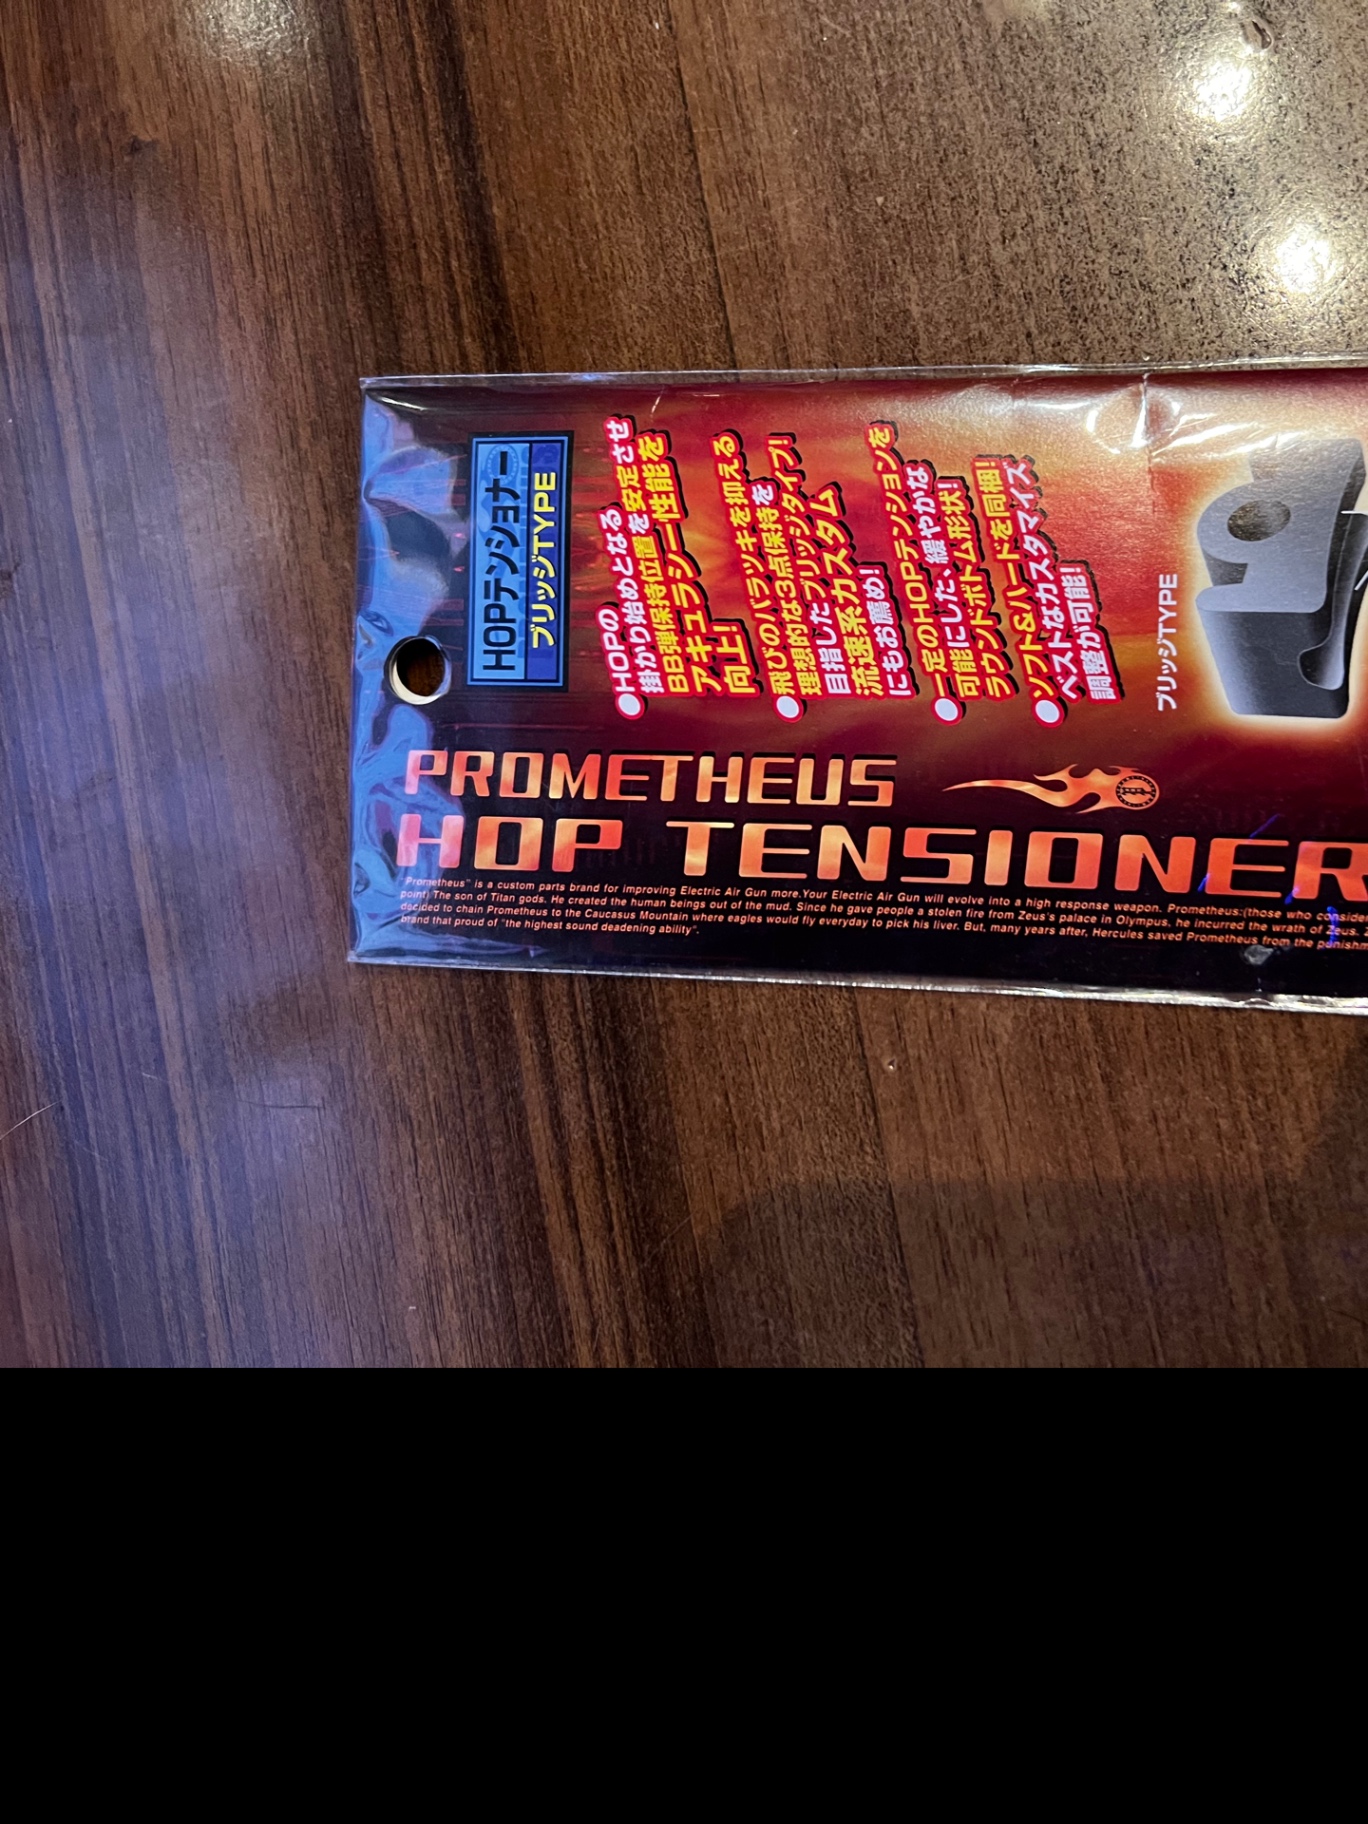 HOPテンショナー
ブリッジTYPE
●HOPの
掛かり始めとなる
BB弾保持位置を安定させ
アキュラシー性能を
向上!
●飛びのバラツキを抑える
理想的な3点保持を
目指したブリッジタイプ!
流速系カスタム
にもお薦め!
●一定のHOPテンションを
可能にした、緩やかな
ラウンドボトム形状!
●ソフト&ハードを同梱!
ベストなカスタマイズ
調整が可能!
ブリッジTYPE
PROMETHEUS
HOP TENSIONER
"Prometheus" is a custom parts brand for improving Electric Air Gun more.Your Electric Air Gun will evolve into a high response weapon. Prometheus:(those who conside
point) The son of Titan gods. He created the human beings out of the mud. Since he gave people a stolen fire from Zeus's palace in Olympus, he incurred the wrath of Zeus.
decided to chain Prometheus to the Caucasus Mountain where eagles would fly everyday to pick his liver. But, many years after, Hercules saved Prometheus from the punish
brand that proud of "the highest sound deadening ability".